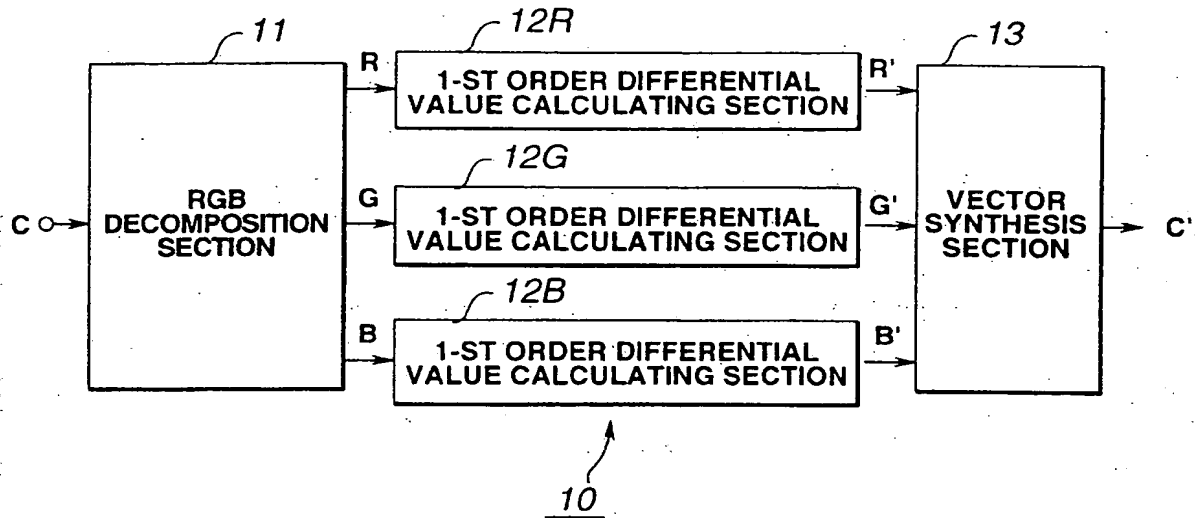 11
12R
13
R
1-ST ORDER DIFFERENTIAL
VALUE CALCULATING SECTION
R'
12G
C
RGB
DECOMPOSITION
SECTION
G
1-ST ORDER DIFFERENTIAL
VALUE CALCULATING SECTION
G'
VECTOR
SYNTHESIS
SECTION
C'
12B
B
1-ST ORDER DIFFERENTIAL
VALUE CALCULATING SECTION
B'
10